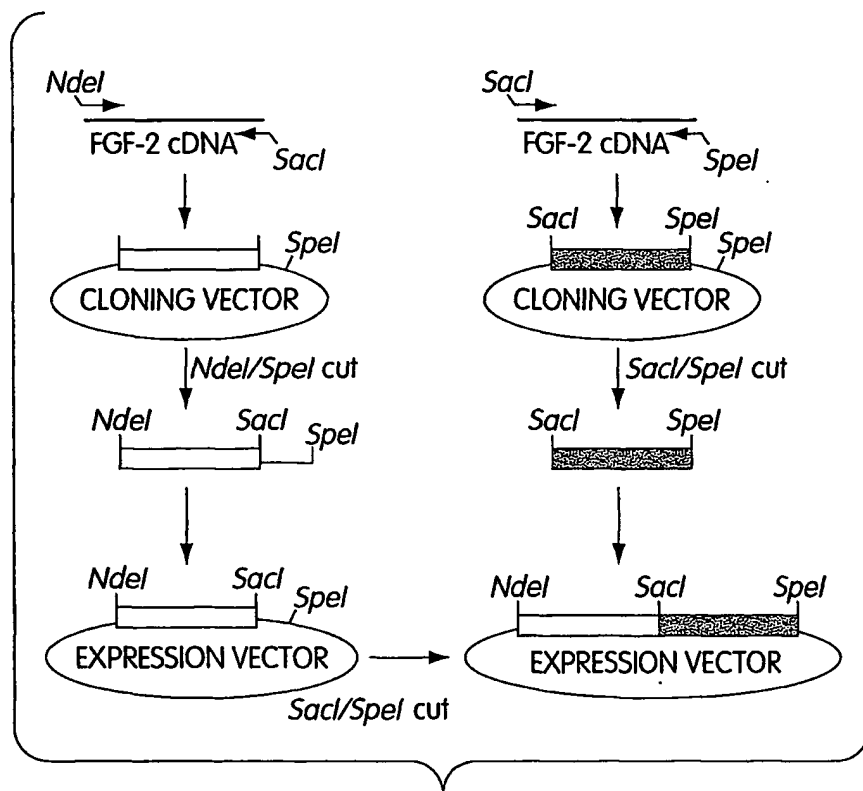 NdeI
FGF-2 cDNA
SacI
CLONING VECTOR
SpeI
NdeI/SpeI cut
NdeI SacI SpeI
NdeI SacI SpeI
EXPRESSION VECTOR
SacI/SpeI cut
SacI
FGF-2 cDNA
SpeI
SacI SpeI
SpeI
CLONING VECTOR
SacI/SpeI cut
SacI SpeI
NdeI SacI SpeI
EXPRESSION VECTOR